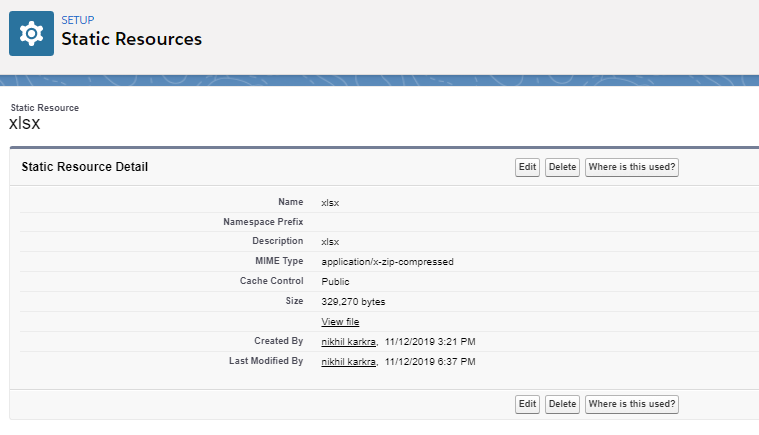 SETUP
Static Resources
Static Resource
xlsx
Static Resource Detail Edit Delete Where is this used?
Name xlsx
Namespace Prefix
Description xlsx
MIME Type application/x-zip-compressed
Cache Control Public
Size 329,270 bytes
View file
Created By nikhil karkra, 11/12/2019 3:21 PM
Last Modified By nikhil karkra, 11/12/2019 6:37 PM
Edit Delete Where is this used?